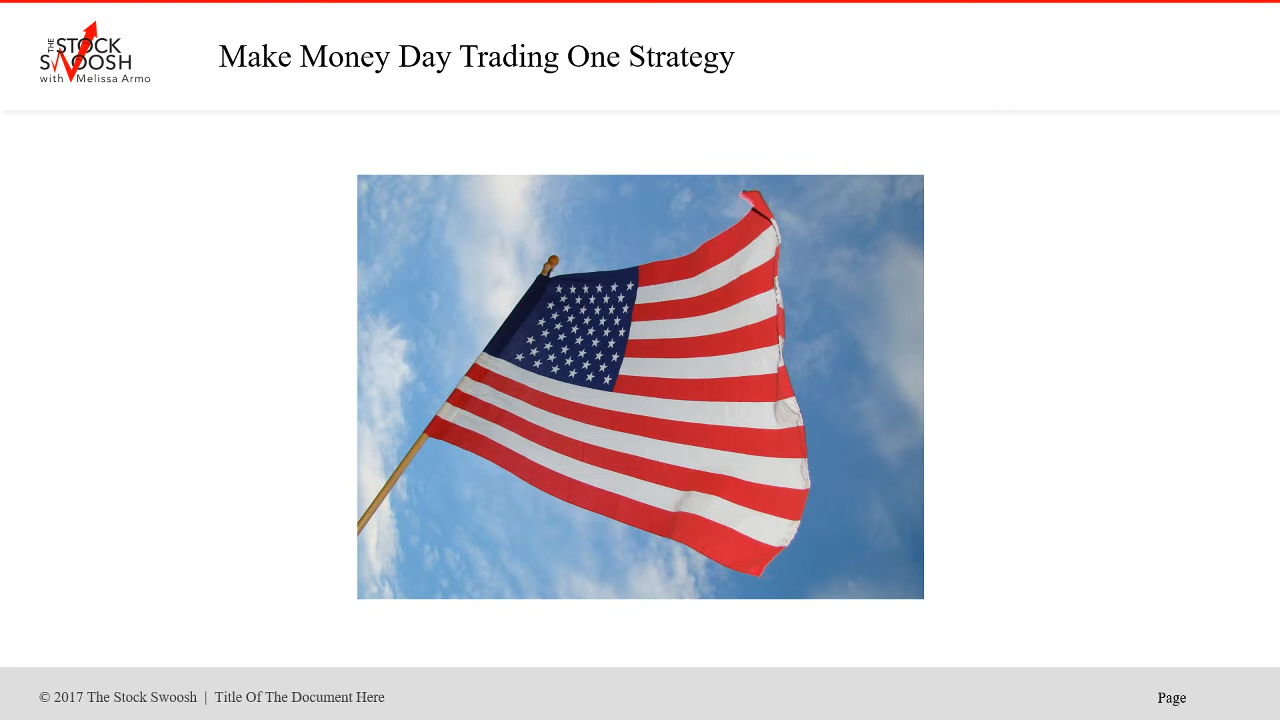 THE
STOCK
SWOOSH
with Melissa Armo
Make Money Day Trading One Strategy
© 2017 The Stock Swoosh | Title Of The Document Here
Page